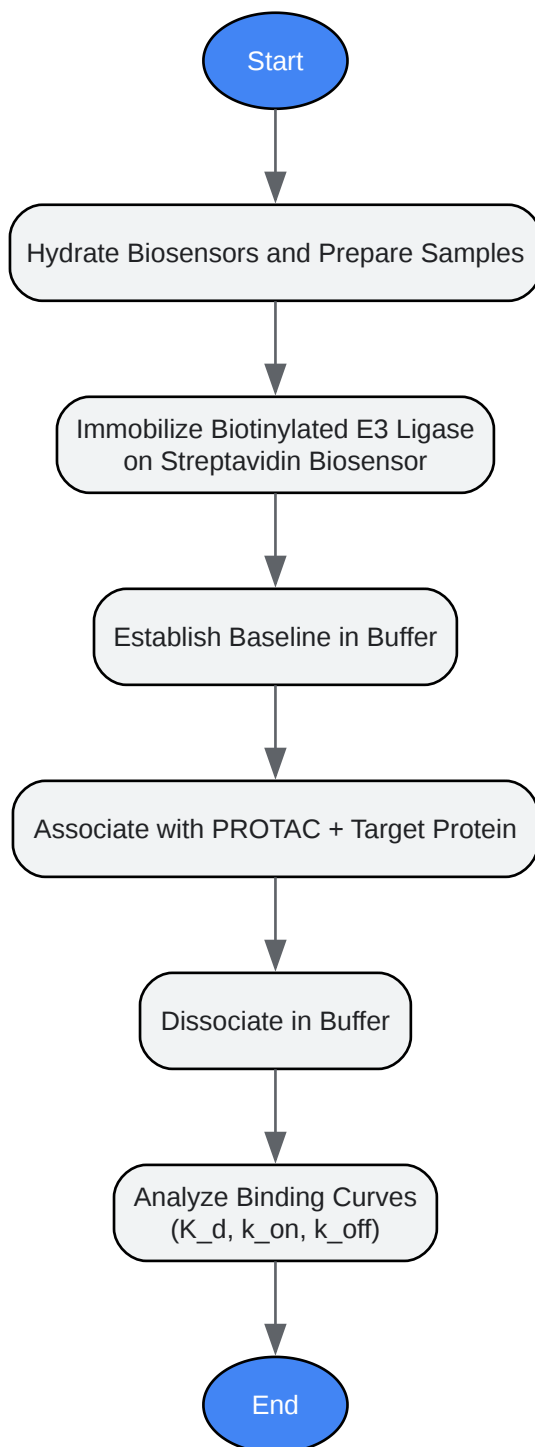 Start
Hydrate Biosensors and Prepare Samples
Immobilize Biotinylated E3 Ligase
on Streptavidin Biosensor
Establish Baseline in Buffer
Associate with PROTAC + Target Protein
Dissociate in Buffer
Analyze Binding Curves
(K_d, k_on, k_off)
End